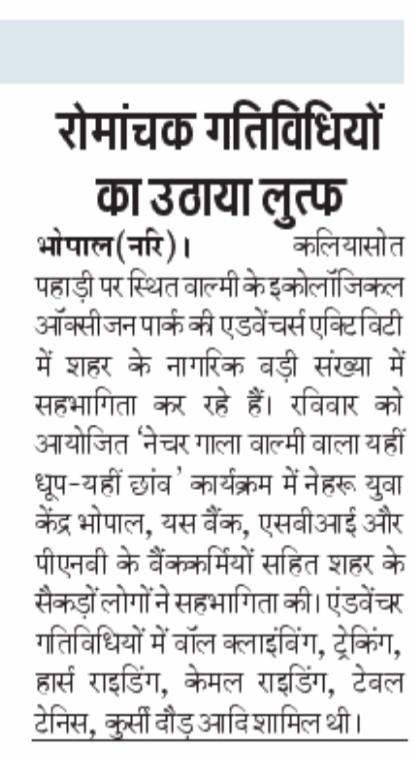 रोमांचक गतिविधियों
का उठाया लुत्फ
भोपाल(नरि)। कलियासोत
पहाड़ी पर स्थित वाल्मी के इकोलॉजिकल
ऑक्सीजन पार्क की एडवेंचर्स एक्टिविटी
में शहर के नागरिक बड़ी संख्या में
सहभागिता कर रहे हैं। रविवार को
आयोजित ‘नेचर गाला वाल्मी वाला यहीं
धूप-यहीं छांव’ कार्यक्रम में नेहरू युवा
केंद्र भोपाल, यस बैंक, एसबीआई और
पीएनबी के बैंककर्मियों सहित शहर के
सैकड़ों लोगों ने सहभागिता की। एंडवेंचर
गतिविधियों में वॉल क्लाइंविंग, ट्रेकिंग,
हार्स राइडिंग, केमल राइडिंग, टेबल
टेनिस, कुर्सी दौड़ आदि शामिल थी।